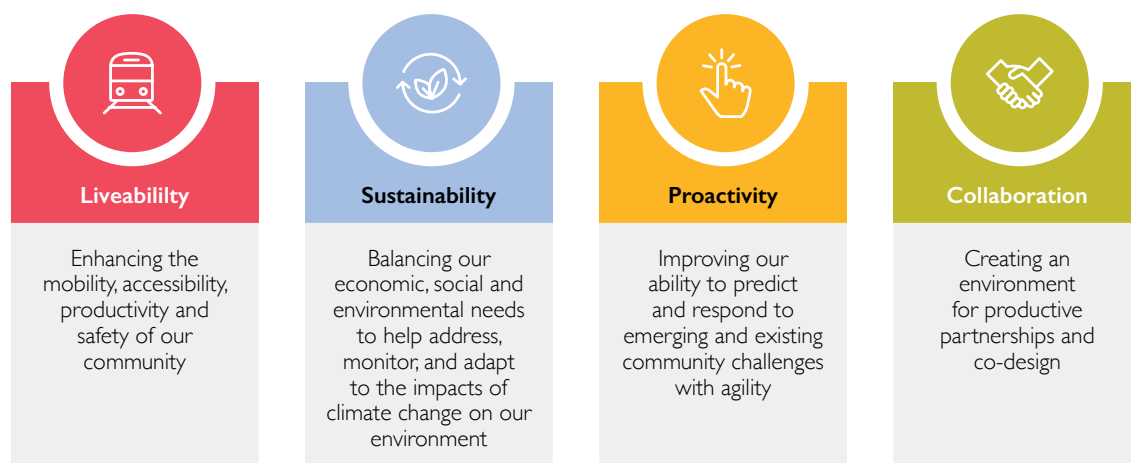 Liveabililty
Enhancing the
mobility, accessibility,
productivity and
safety of our
community
Sustainability
Balancing our
economic, social and
environmental needs
to help address,
monitor, and adapt
to the impacts of
climate change on our
environment
Proactivity
Improving our
ability to predict
and respond to
emerging and existing
community challenges
with agility
Collaboration
Creating an
environment
for productive
partnerships and
co-design